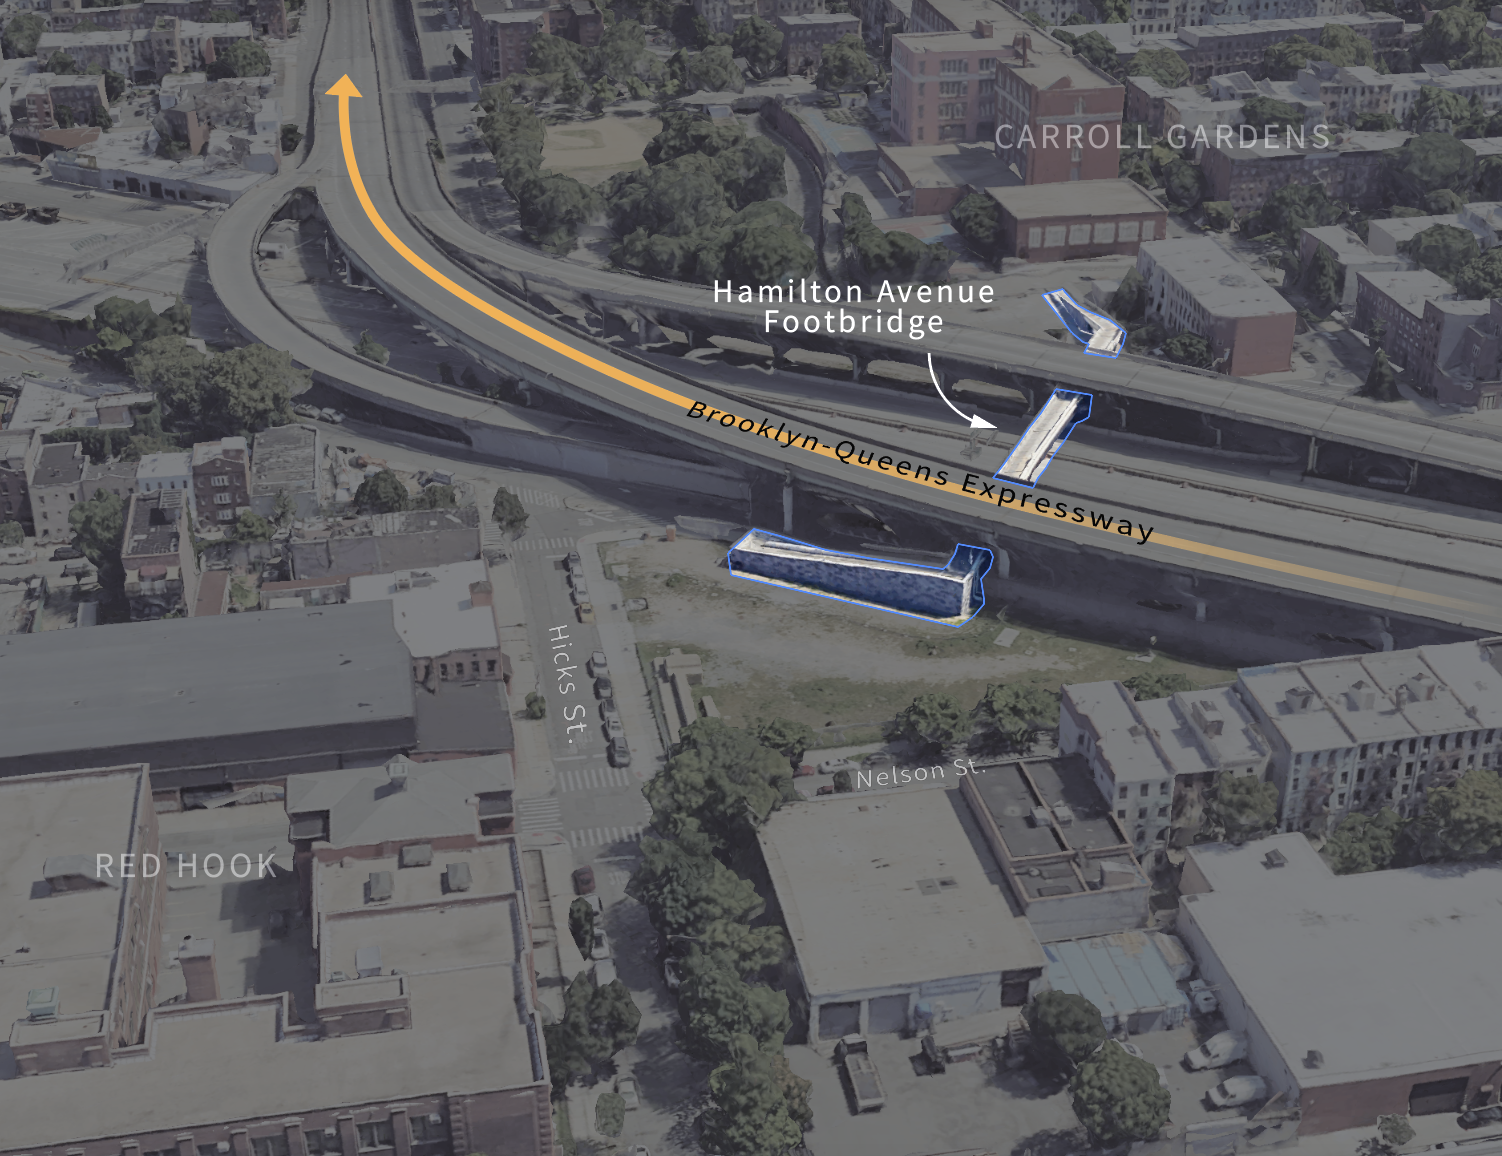 CARROLL GARDENS
Hamilton Avenue
Footbridge
Brooklyn-Queens Expressway
Hicks St.
Nelson St.
RED HOOK